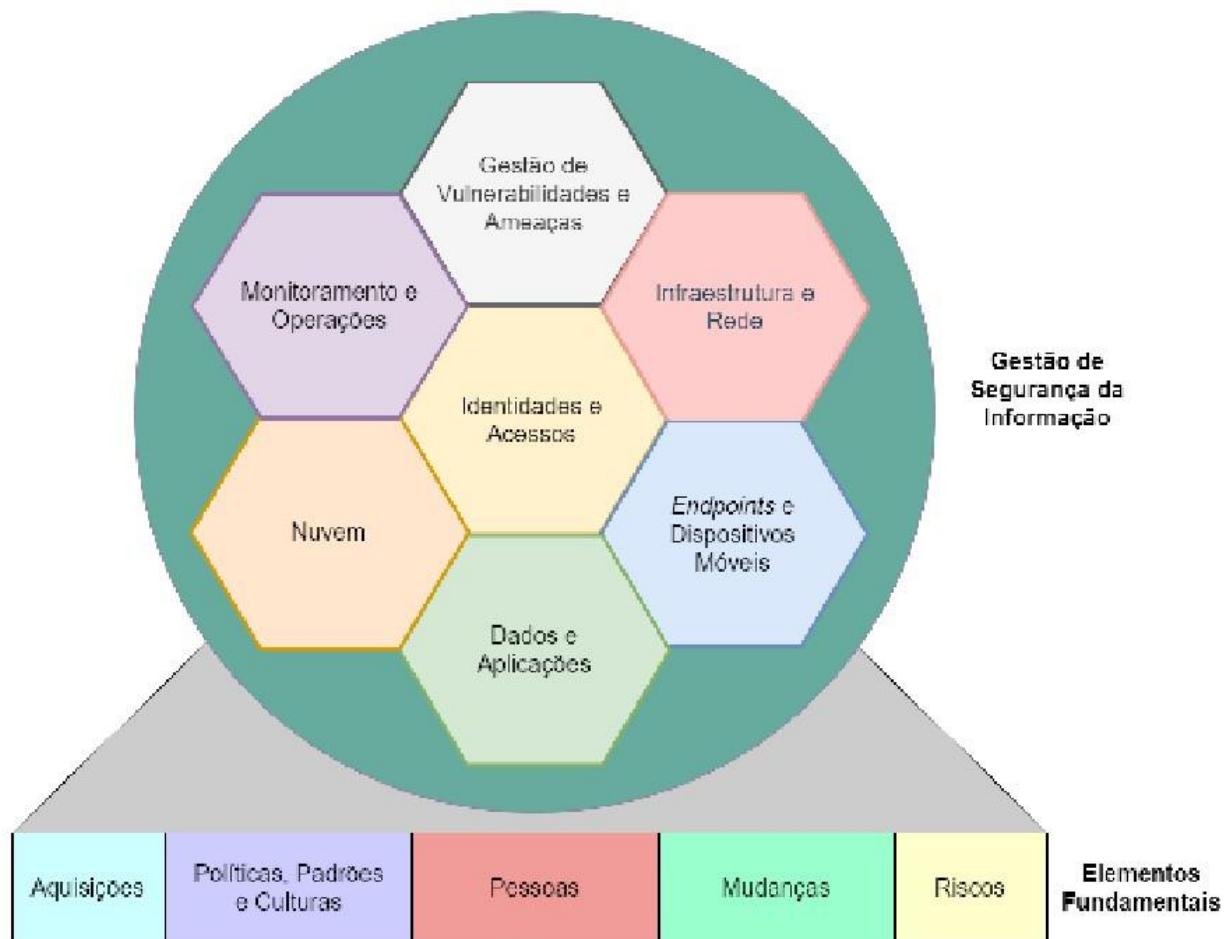 Gestão de
Vulnerabilidades e
Ameaças
Monitoramento e
Operações
Infraestrutura e
Rede
Gestão de
Segurança da
Informação
Identidades e
Acessos
Nuvem
Endpoints e
Dispositivos
Móveis
Dados e
Aplicações
Aquisições
Políticas, Padrões
e Culturas
Pessoas
Mudanças
Riscos
Elementos
Fundamentais